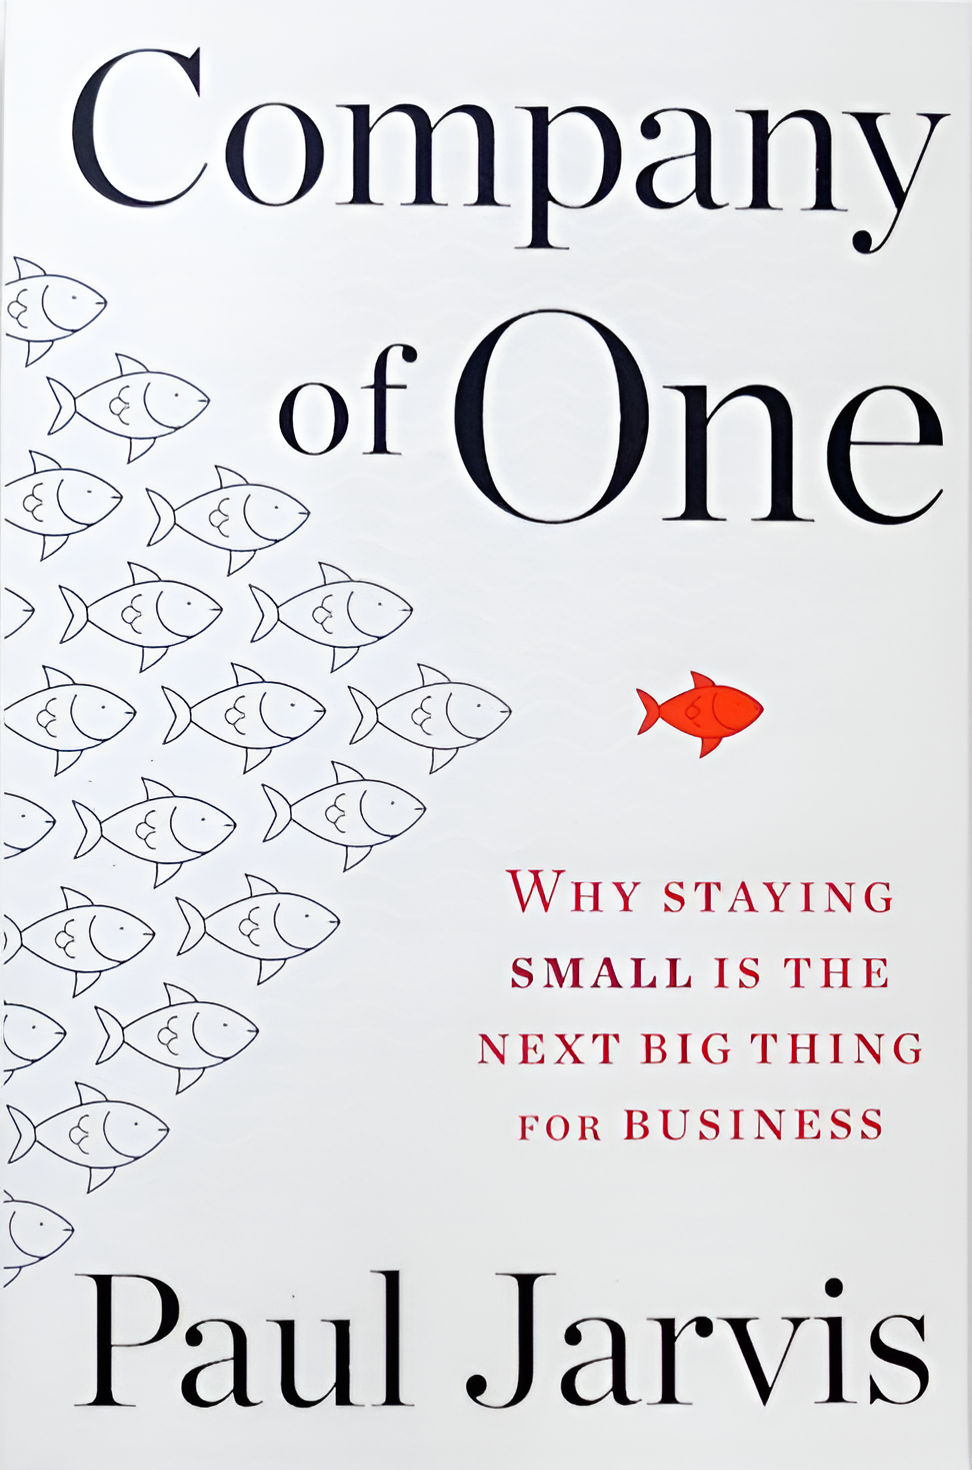 Company
of One
WHY STAYING
SMALL IS THE
NEXT BIG THING
FOR BUSINESS
Paul Jarvis